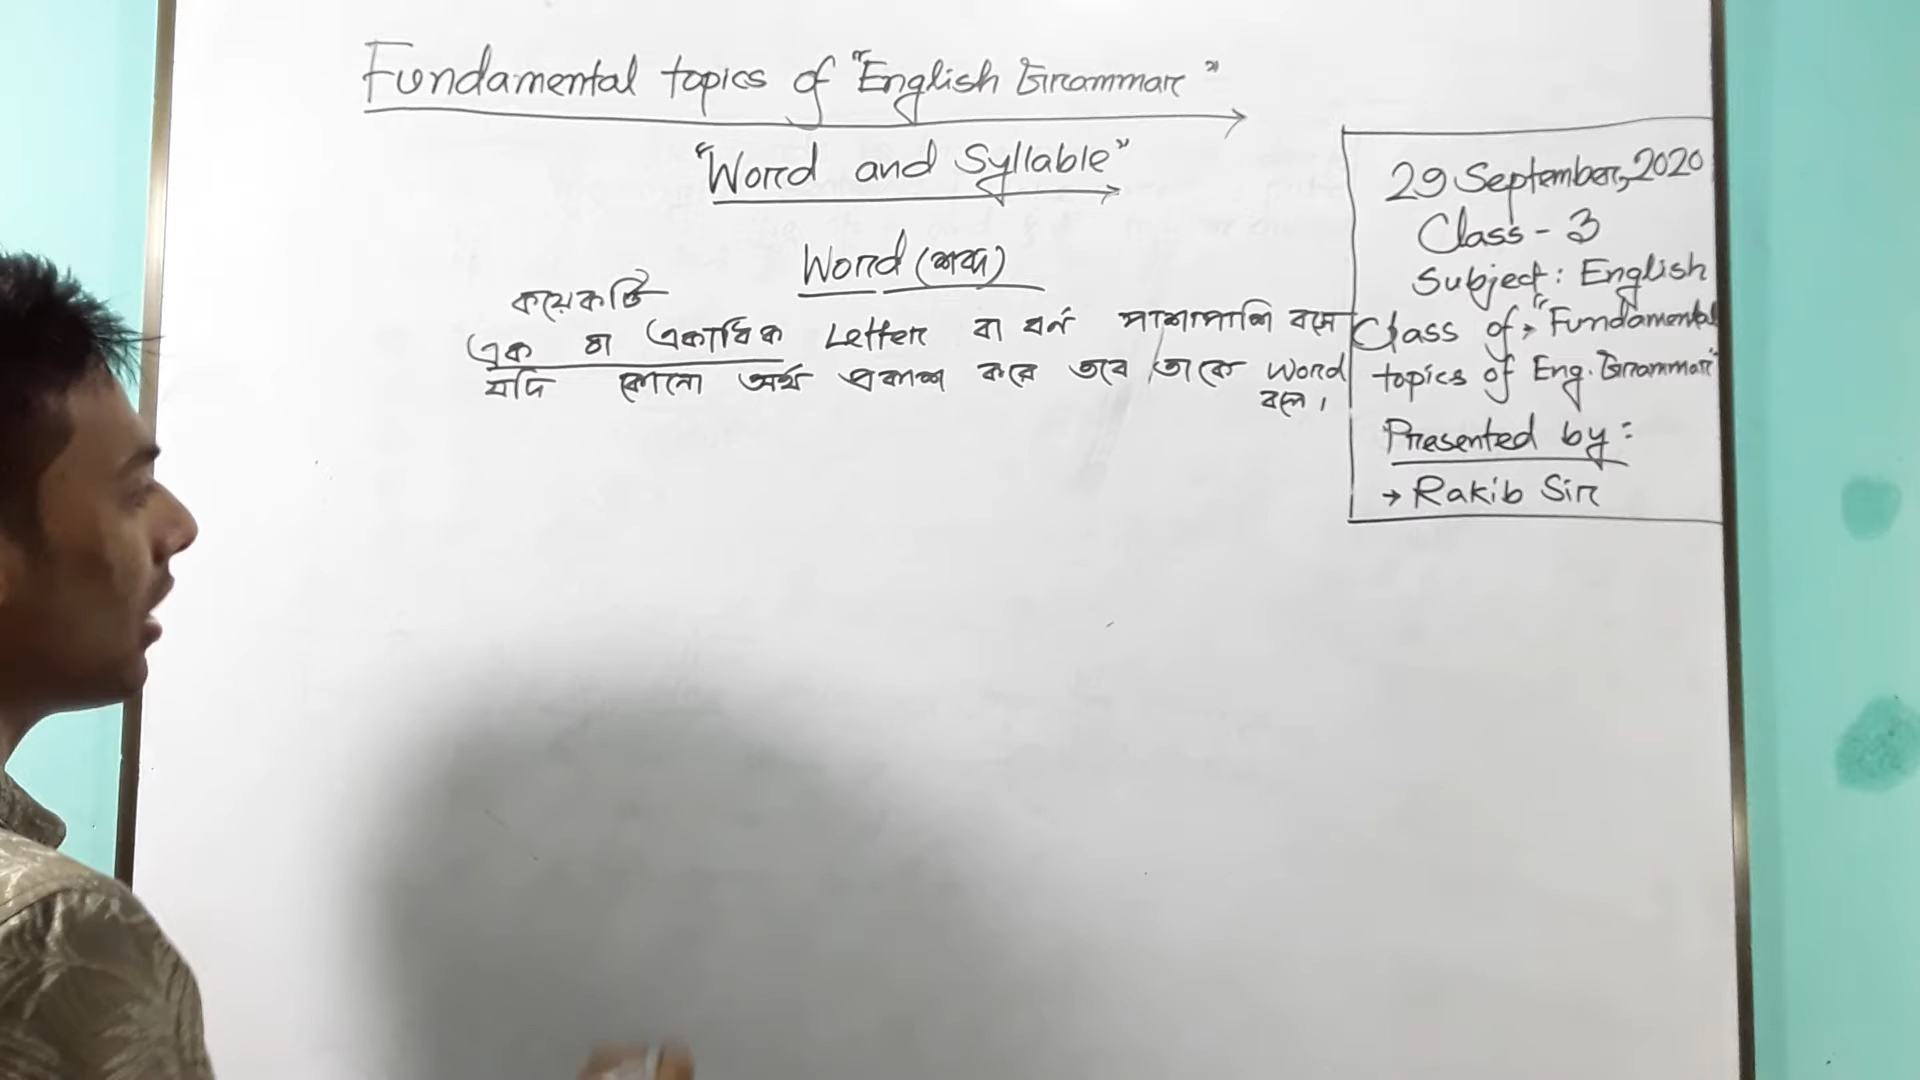 Fundamental topics of "English Grammar"
"Word and Syllable"
Word (শব্দ)
কয়েকটি
এক বা একাধিক Letter বা বর্ন পাশাপাশি বসে
যদি কোনো অর্থ প্রকাশ করে তবে তাকে Word
বলে।
29 September, 2020
Class - 3
Subject: English
Class of → "Fundamental
topics of Eng. Grammar"
Presented by:
→ Rakib Sir